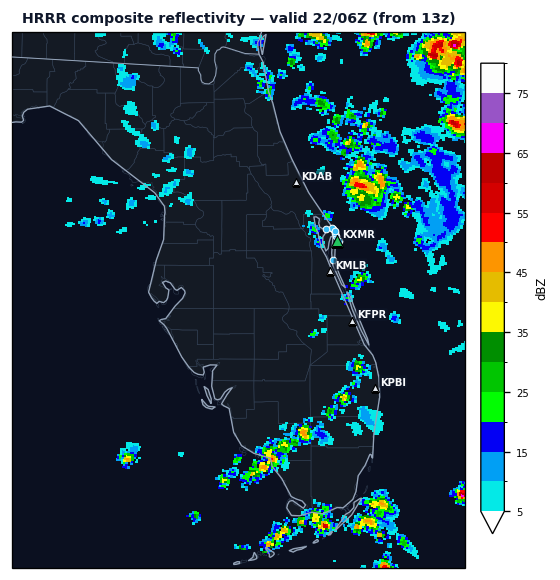 HRRR composite reflectivity — valid 22/06Z (from 13z)
KDAB
KXMR
KMLB
KFPR
KPBI
75
65
55
45
35
25
15
5
dBZ